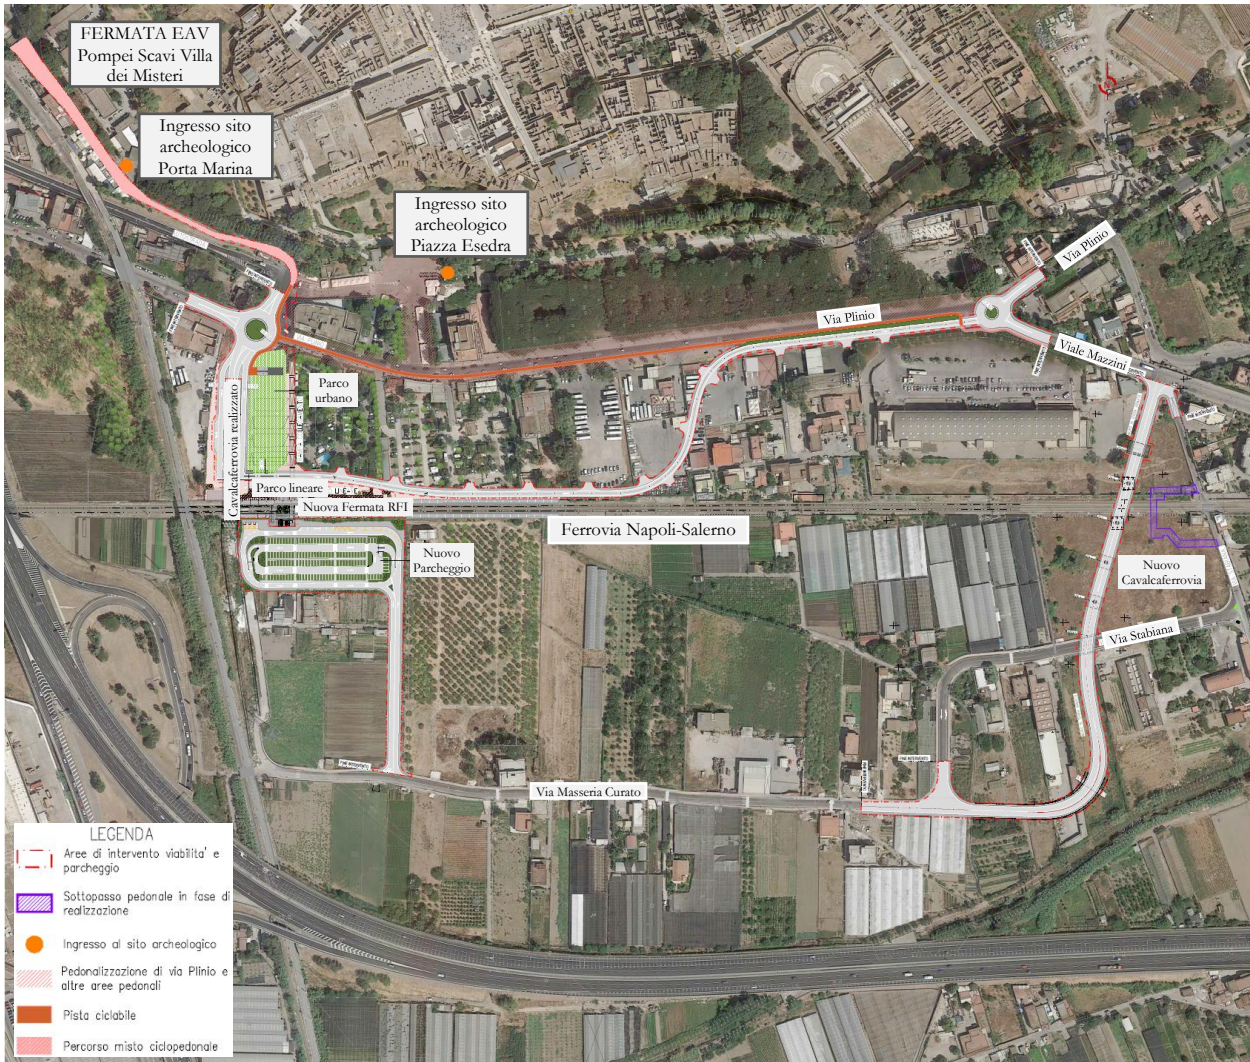 FERMATA EAV
Pompei Scavi Villa
dei Misteri
Ingresso sito
archeologico
Porta Marina
Ingresso sito
archeologico
Piazza Esedra
Via Plinio
Via Plinio
Viale Mazzini
Parco
urbano
Cavalcaferrovia realizzato
Parco lineare
Nuova Fermata RFI
Ferrovia Napoli-Salerno
Nuovo
Parcheggio
Nuovo
Cavalcaferrovia
Via Stabiana
Via Masseria Curato
LEGENDA
Aree di intervento viabilita' e
parcheggio
Sottopasso pedonale in fase di
realizzazione
Ingresso al sito archeologico
Pedonalizzazione di via Plinio e
altre aree pedonali
Pista ciclabile
Percorso misto ciclopedonale